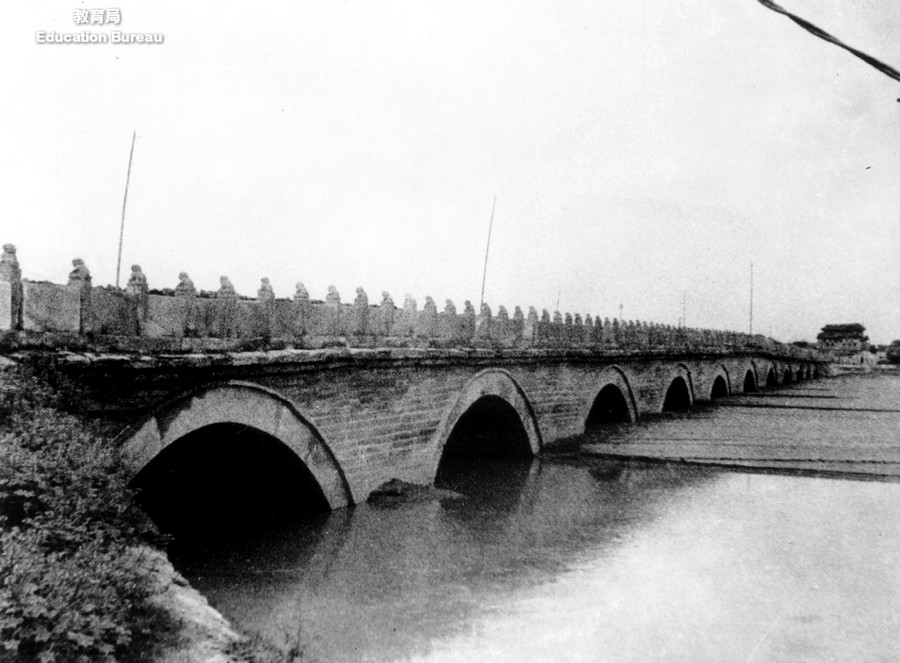 教育局
Education Bureau